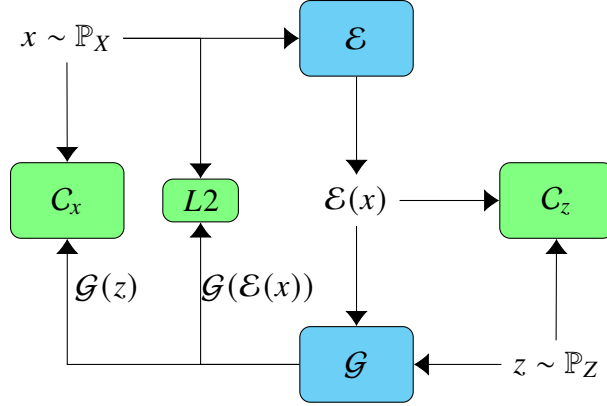 x ∼ ℙ_X
ℰ
𝒞_x
L2
ℰ(x)
𝒞_z
𝒢(z)
𝒢(ℰ(x))
𝒢
z ∼ ℙ_Z